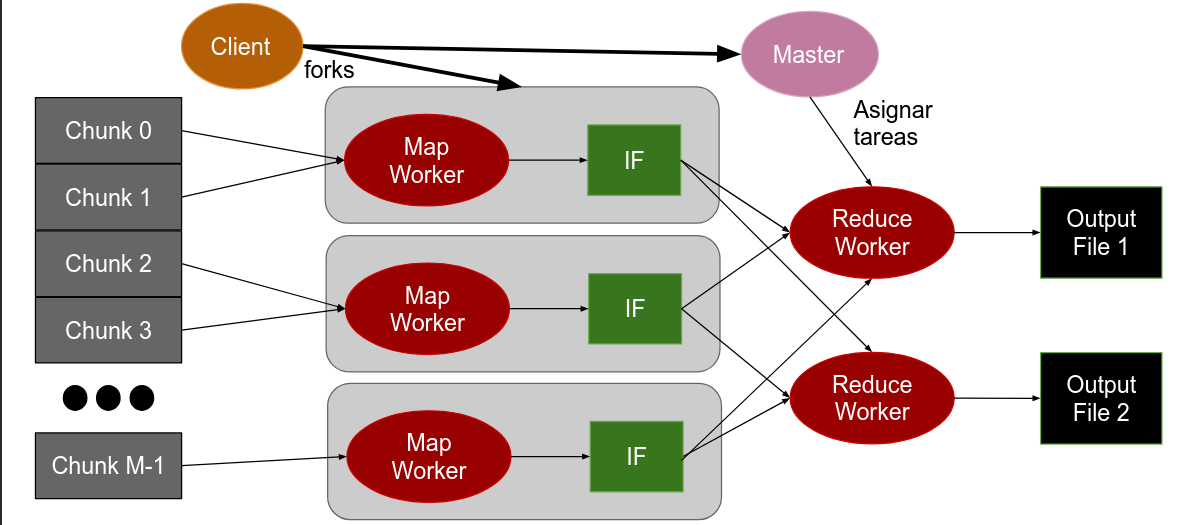 Client
Master
forks
Asignar
tareas
Chunk 0
Chunk 1
Chunk 2
Chunk 3
Chunk M-1
Map
Worker
IF
Map
Worker
IF
Map
Worker
IF
Reduce
Worker
Reduce
Worker
Output
File 1
Output
File 2